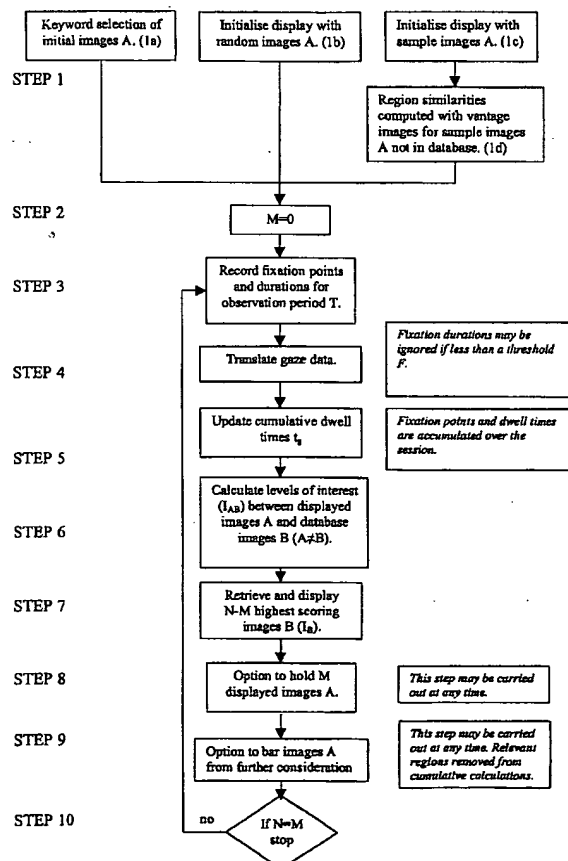 Keyword selection of
initial images A. (1a)
Initialise display with
random images A. (1b)
Initialise display with
sample images A. (1c)
STEP 1
Region similarities
computed with vantage
images for sample images
A not in database. (1d)
STEP 2
M=0
STEP 3
Record fixation points
and durations for
observation period T.
STEP 4
Translate gaze data.
Fixation durations may be
ignored if less than a threshold
F.
STEP 5
Update cumulative dwell
times
Fixation points and dwell times
are accumulated over the
session.
STEP 6
Calculate levels of interest
(I_AB) between displayed
images A and database
images B (A≠B).
STEP 7
Retrieve and display
N-M highest scoring
images B (I_B).
STEP 8
Option to hold M
displayed images A.
This step may be carried
out at any time.
STEP 9
Option to bar images A
from further consideration
This step may be carried
out at any time. Relevant
regions removed from
cumulative calculations.
STEP 10
no
If N=M
stop